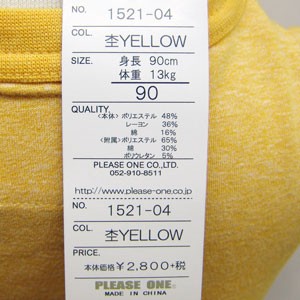 NO. 1521-04
COL. 杢YELLOW
SIZE. 身長 90cm
体重 13kg
90
QUALITY.
〈本体〉ポリエステル 48%
レーヨン 36%
綿 16%
〈附属〉ポリエステル 65%
綿 30%
ポリウレタン 5%
PLEASE ONE CO.,LTD.
052-910-8511
http://www.please-one.co.jp
NO. 1521-04
COL. 杢YELLOW
PRICE.
本体価格¥2,800+税
PLEASE ONE.
MADE IN CHINA